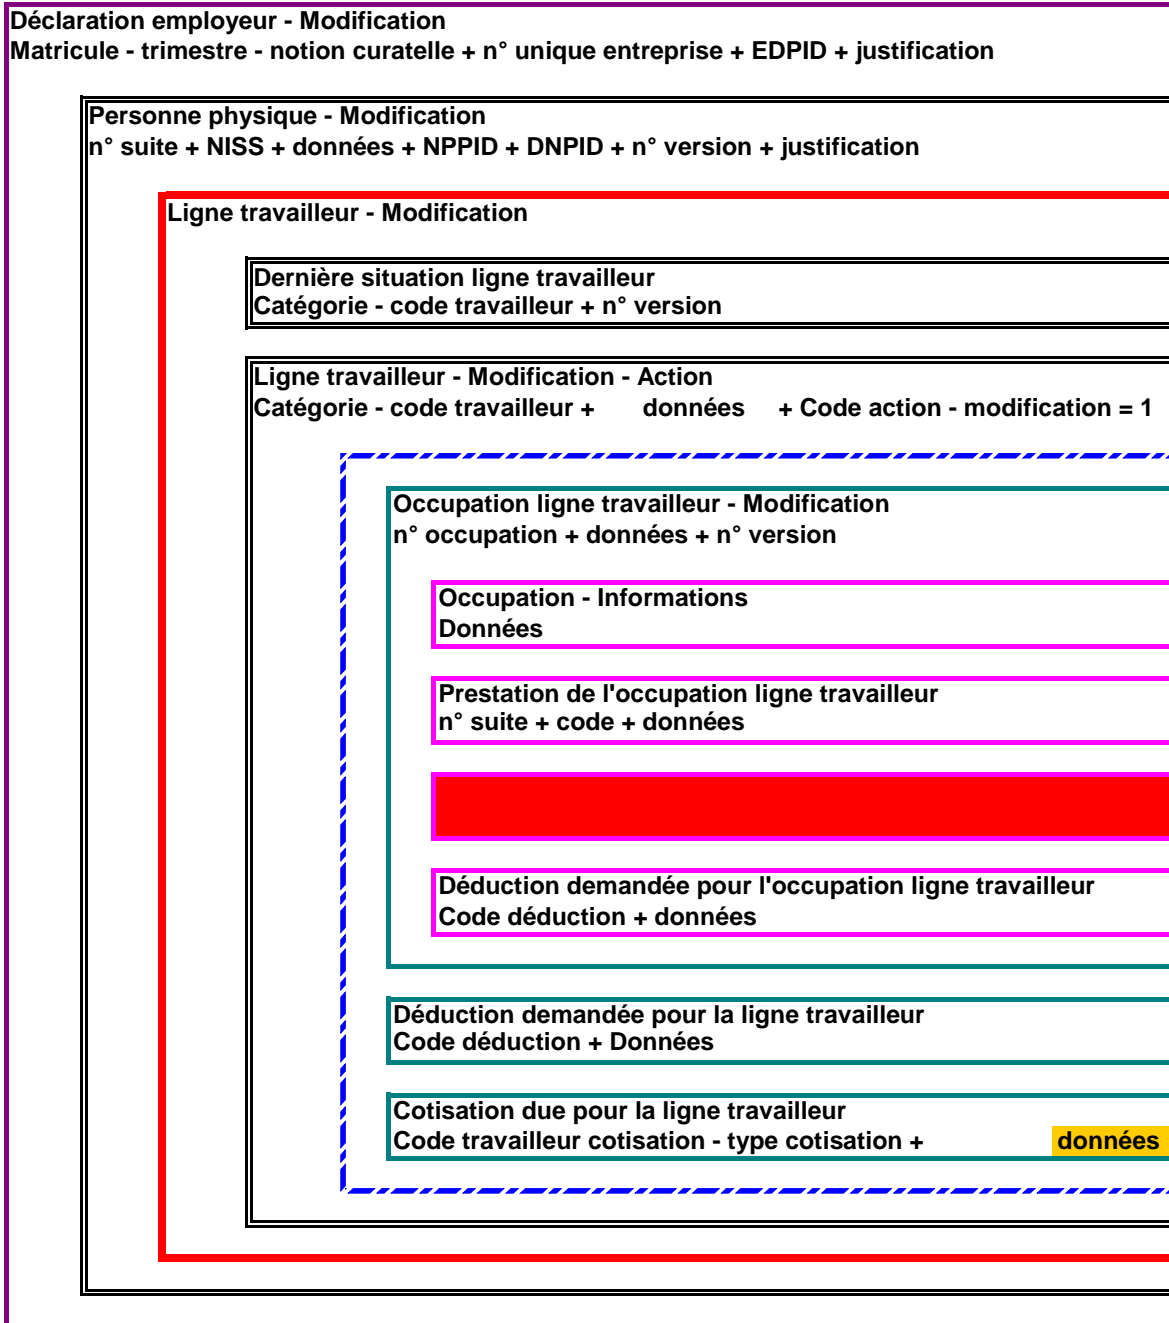 Déclaration employeur - Modification
Matricule - trimestre - notion curatelle + n° unique entreprise + EDPID + justification
Personne physique - Modification
n° suite + NISS + données + NPPID + DNPID + n° version + justification
Ligne travailleur - Modification
Dernière situation ligne travailleur
Catégorie - code travailleur + n° version
Ligne travailleur - Modification - Action
Catégorie - code travailleur + données + Code action - modification = 1
Occupation ligne travailleur - Modification
n° occupation + données + n° version
Occupation - Informations
Données
Prestation de l'occupation ligne travailleur
n° suite + code + données
Déduction demandée pour l'occupation ligne travailleur
Code déduction + données
Déduction demandée pour la ligne travailleur
Code déduction + Données
Cotisation due pour la ligne travailleur
Code travailleur cotisation - type cotisation + données